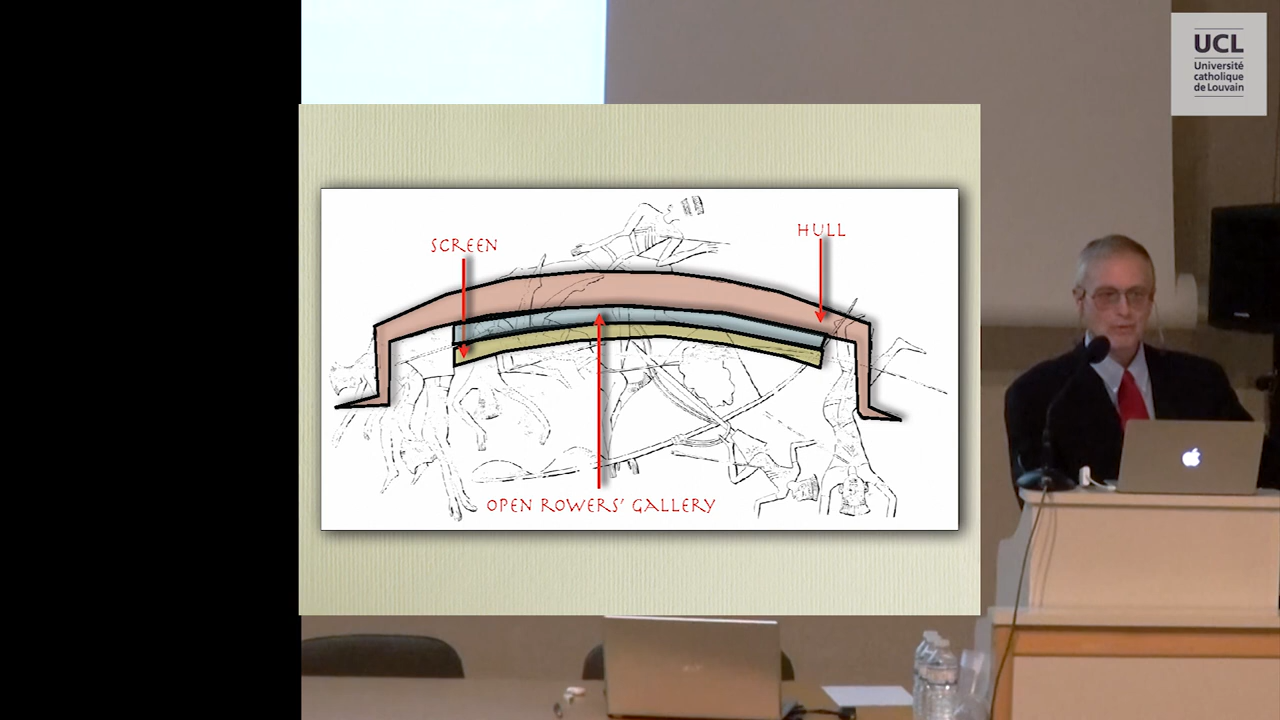 UCL
Université
catholique
de Louvain
SCREEN
HULL
OPEN ROWERS’ GALLERY